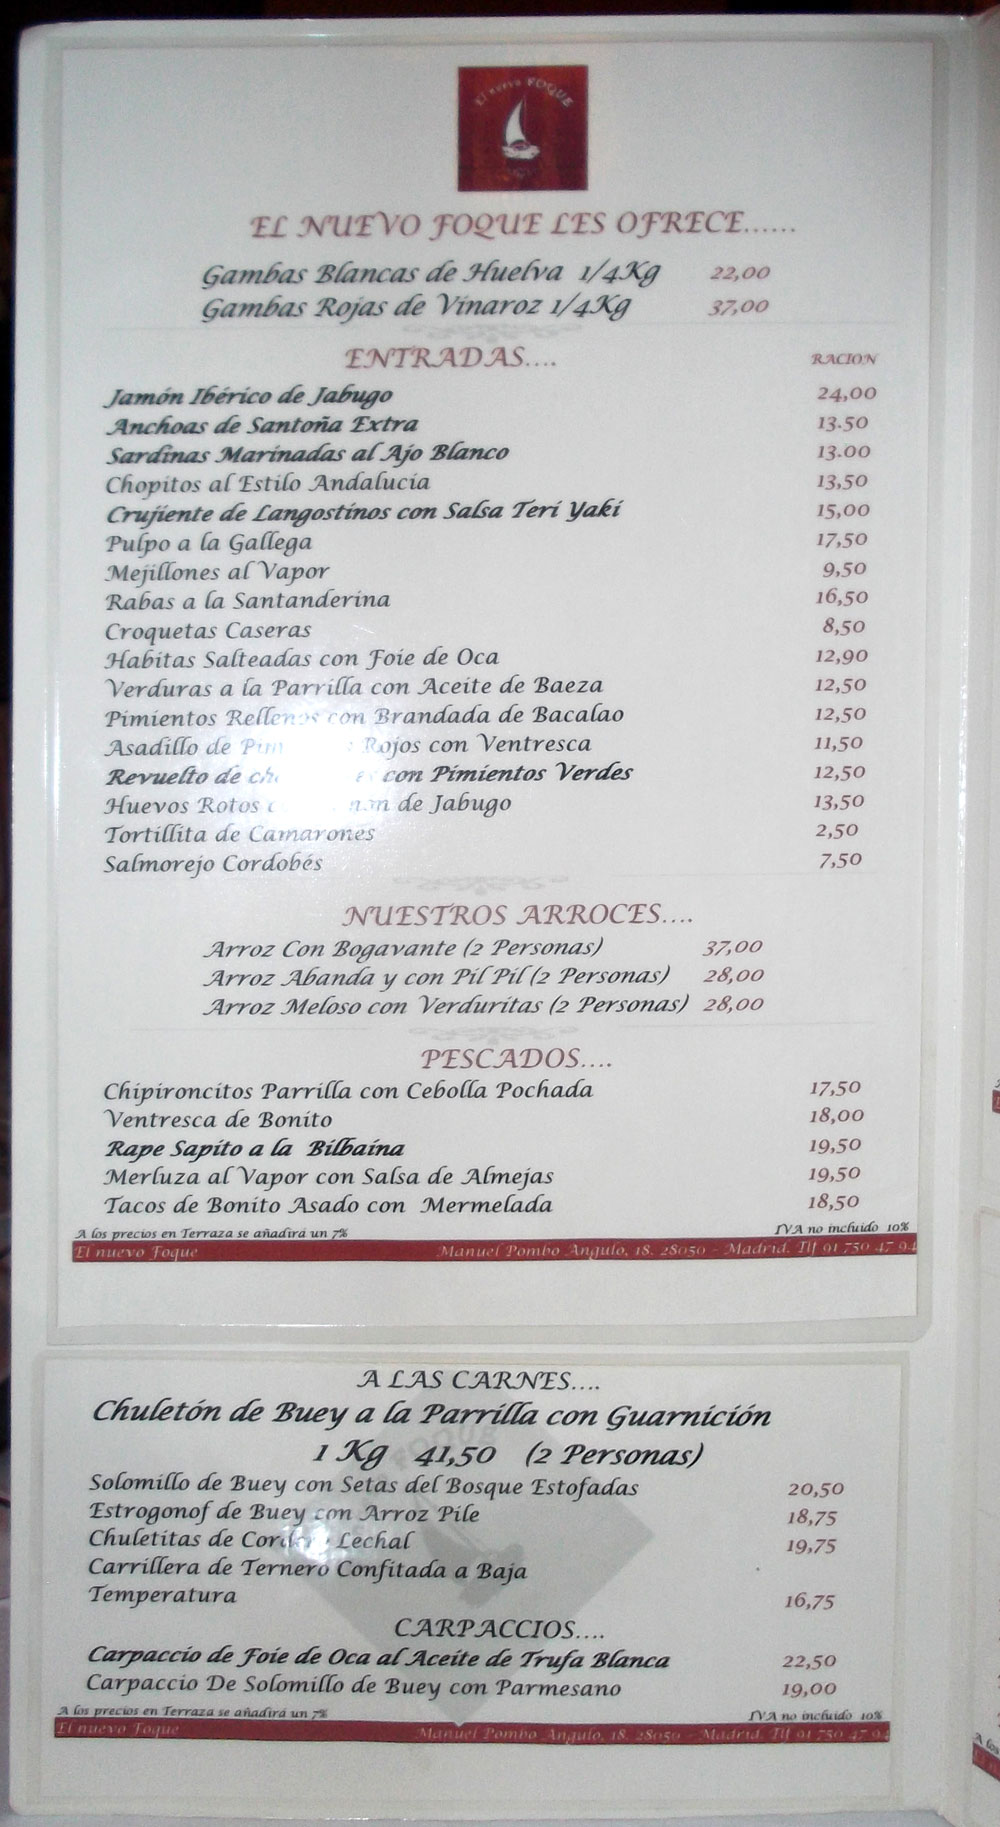 El nuevo FOQUE
EL NUEVO FOQUE LES OFRECE......
Gambas Blancas de Huelva 1/4Kg 22,00
Gambas Rojas de Vinaroz 1/4Kg 37,00
ENTRADAS.... RACION
Jamón Ibérico de Jabugo 24,00
Anchoas de Santoña Extra 13.50
Sardinas Marinadas al Ajo Blanco 13.00
Chopitos al Estilo Andalucia 13,50
Crujiente de Langostinos con Salsa Teri Yaki 15,00
Pulpo a la Gallega 17,50
Mejillones al Vapor 9,50
Rabas a la Santanderina 16,50
Croquetas Caseras 8,50
Habitas Salteadas con Foie de Oca 12,90
Verduras a la Parrilla con Aceite de Baeza 12,50
Pimientos Rellenos con Brandada de Bacalao 12,50
Asadillo de Rojos con Ventresca 11,50
Revuelto de con Pimientos Verdes 12,50
Huevos Rotos de Jabugo 13,50
Tortillita de Camarones 2,50
Salmorejo Cordobés 7,50
NUESTROS ARROCES....
Arroz Con Bogavante (2 Personas) 37,00
Arroz Abanda y con Pil Pil (2 Personas) 28,00
Arroz Meloso con Verduritas (2 Personas) 28,00
PESCADOS....
Chipironcitos Parrilla con Cebolla Pochada 17,50
Ventresca de Bonito 18,00
Rape Sapito a la Bilbaina 19,50
Merluza al Vapor con Salsa de Almejas 19,50
Tacos de Bonito Asado con Mermelada 18,50
A los precios en Terraza se añadirá un 7% IVA no incluido 10%
El nuevo Foque Manuel Pombo Angulo, 18. 28050 - Madrid. Tlf 91 750 47 94
A LAS CARNES....
Chuletón de Buey a la Parrilla con Guarnición
1 Kg 41,50 (2 Personas)
Solomillo de Buey con Setas del Bosque Estofadas 20,50
Estrogonof de Buey con Arroz Pile 18,75
Chuletitas de Cordero Lechal 19,75
Carrillera de Ternero Confitada a Baja
Temperatura 16,75
CARPACCIOS....
Carpaccio de Foie de Oca al Aceite de Trufa Blanca 22,50
Carpaccio De Solomillo de Buey con Parmesano 19,00
A los precios en Terraza se añadirá un 7% IVA no incluido 10%
El nuevo Foque Manuel Pombo Angulo, 18. 28050 - Madrid. Tlf 91 750 47 94